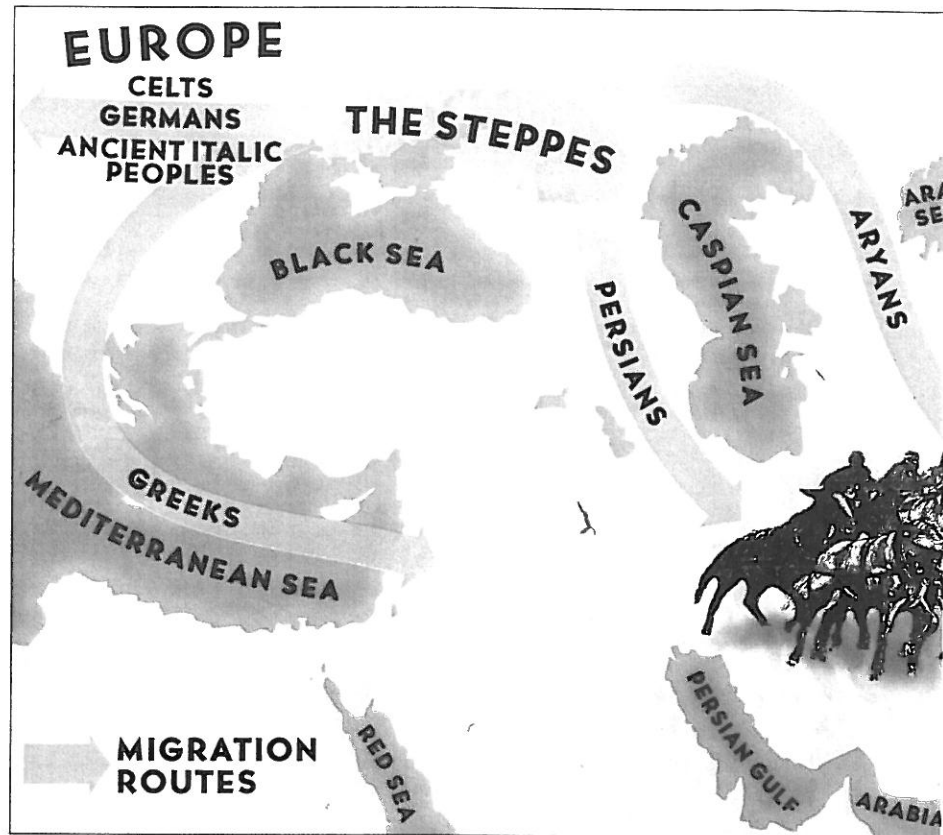 EUROPE
CELTS
GERMANS
ANCIENT ITALIC
PEOPLES
THE STEPPES
BLACK SEA
CASPIAN SEA
ARYANS
PERSIANS
GREEKS
MEDITERRANEAN SEA
MIGRATION
ROUTES
RED SEA
PERSIAN GULF
ARABIA